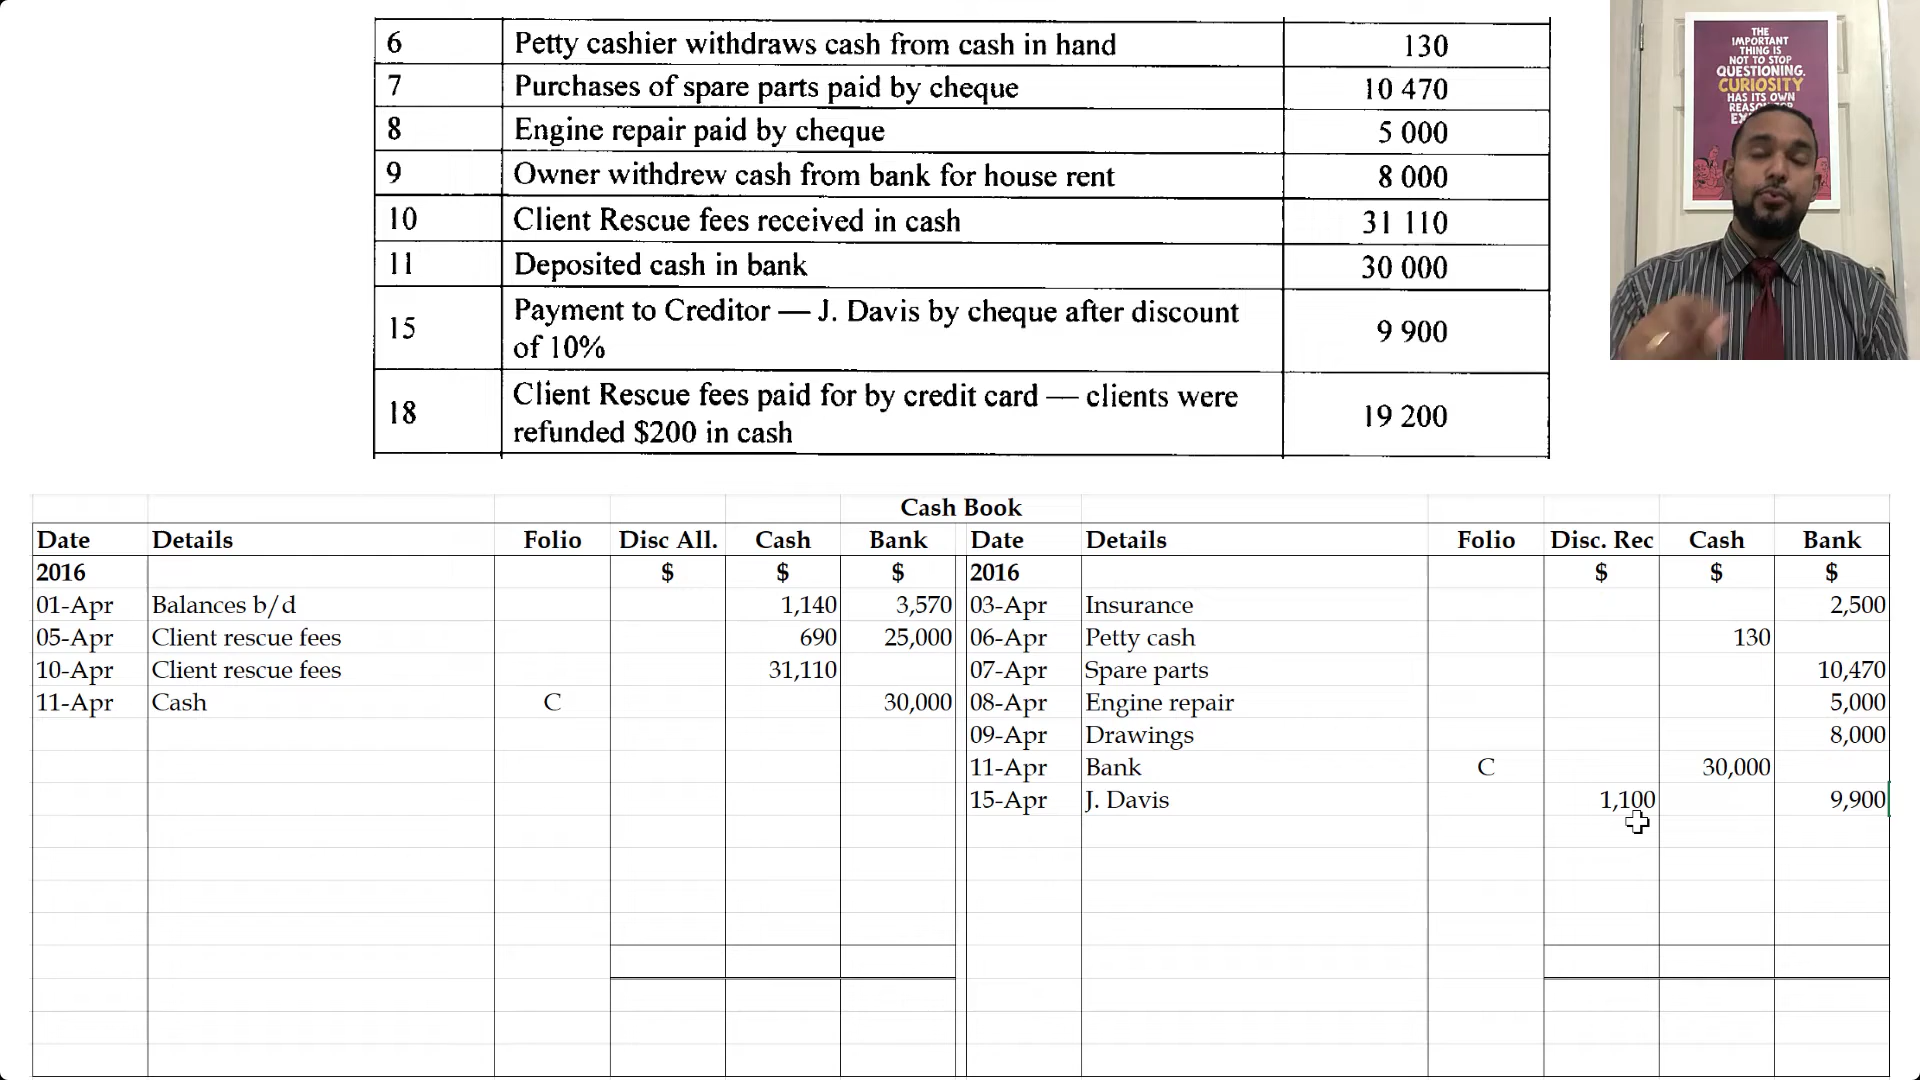 6 Petty cashier withdraws cash from cash in hand 130
7 Purchases of spare parts paid by cheque 10 470
8 Engine repair paid by cheque 5 000
9 Owner withdrew cash from bank for house rent 8 000
10 Client Rescue fees received in cash 31 110
11 Deposited cash in bank 30 000
15 Payment to Creditor — J. Davis by cheque after discount
of 10% 9 900
18 Client Rescue fees paid for by credit card — clients were
refunded $200 in cash 19 200
THE
IMPORTANT
THING IS
NOT TO STOP
QUESTIONING.
CURIOSITY
HAS ITS OWN
Cash Book
Date Details Folio Disc All. Cash Bank Date Details Folio Disc. Rec Cash Bank
2016 $ $ $ 2016 $ $ $
01-Apr Balances b/d 1,140 3,570 03-Apr Insurance 2,500
05-Apr Client rescue fees 690 25,000 06-Apr Petty cash 130
10-Apr Client rescue fees 31,110 07-Apr Spare parts 10,470
11-Apr Cash C 30,000 08-Apr Engine repair 5,000
09-Apr Drawings 8,000
11-Apr Bank C 30,000
15-Apr J. Davis 1,100 9,900